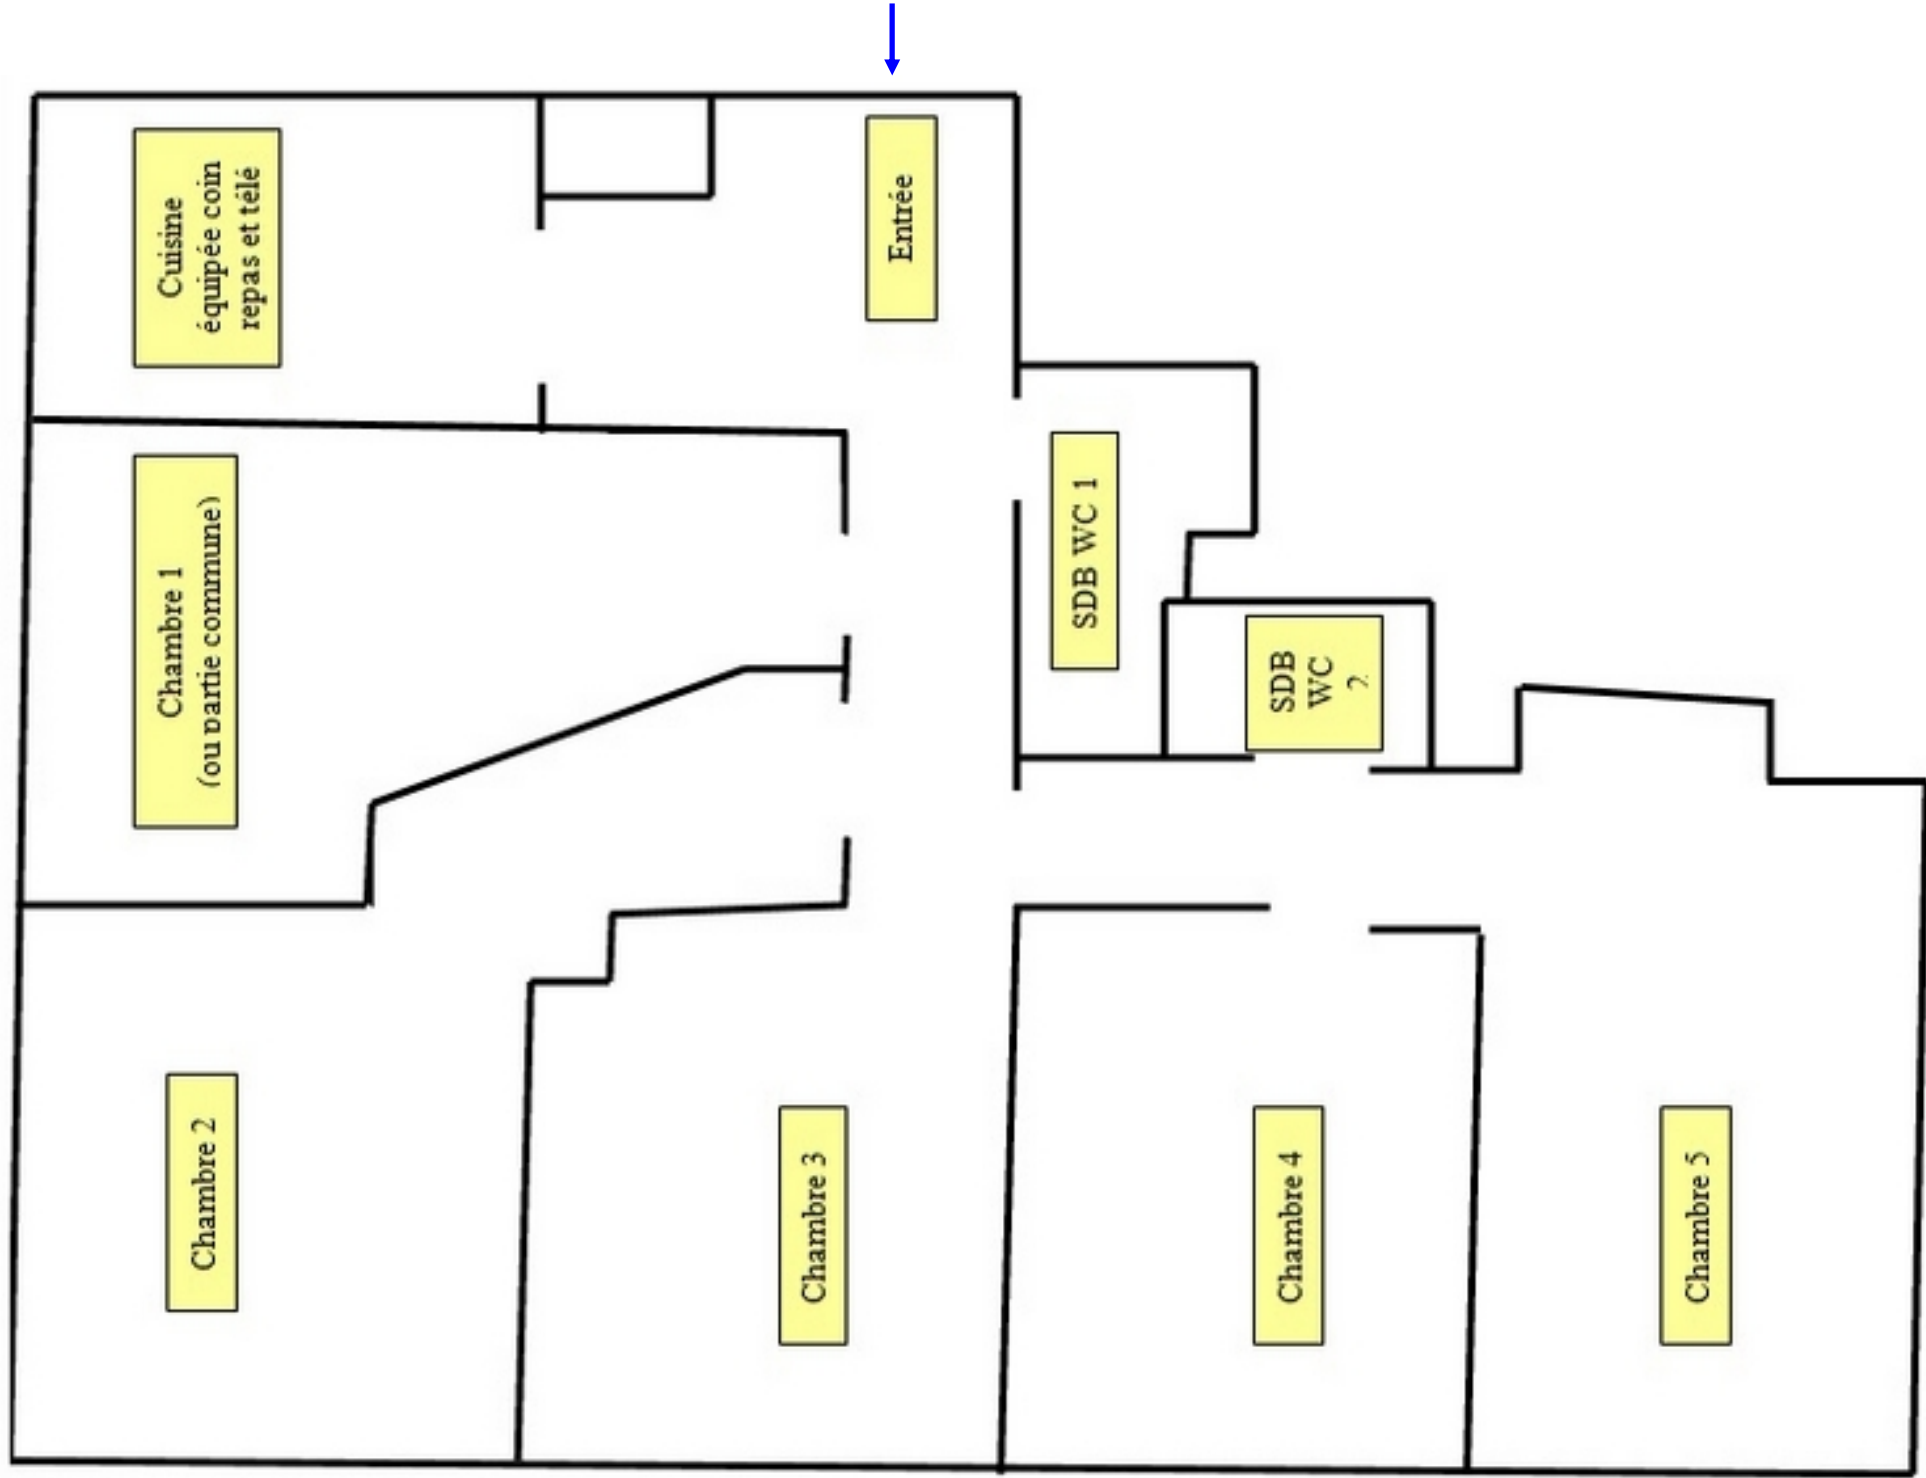 Cuisine
équipée coin
repas et télé
Entrée
Chambre 1
(ou partie commune)
SDB WC 1
SDB
WC
2
Chambre 2
Chambre 3
Chambre 4
Chambre 5